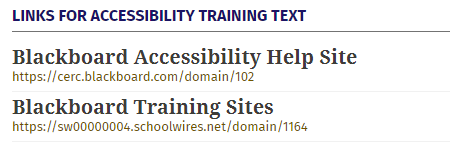 LINKS FOR ACCESSIBILITY TRAINING TEXT
Blackboard Accessibility Help Site
https://cerc.blackboard.com/domain/102
Blackboard Training Sites
https://sw00000004.schoolwires.net/domain/1164